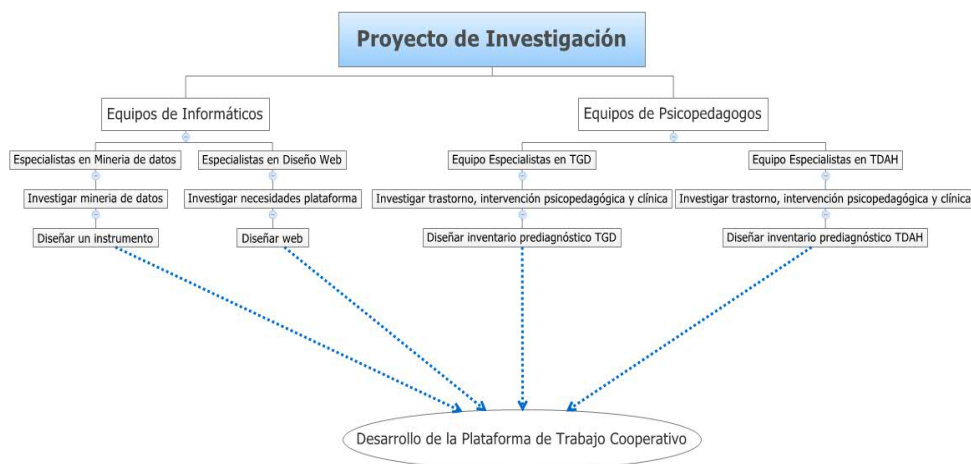 Proyecto de Investigación
Equipos de Informáticos
Equipos de Psicopedagogos
Especialistas en Mineria de datos
Especialistas en Diseño Web
Equipo Especialistas en TGD
Equipo Especialistas en TDAH
Investigar mineria de datos
Investigar necesidades plataforma
Investigar trastorno, intervención psicopedagógica y clínica
Investigar trastorno, intervención psicopedagógica y clínica
Diseñar un instrumento
Diseñar web
Diseñar inventario prediagnóstico TGD
Diseñar inventario prediagnóstico TDAH
Desarrollo de la Plataforma de Trabajo Cooperativo